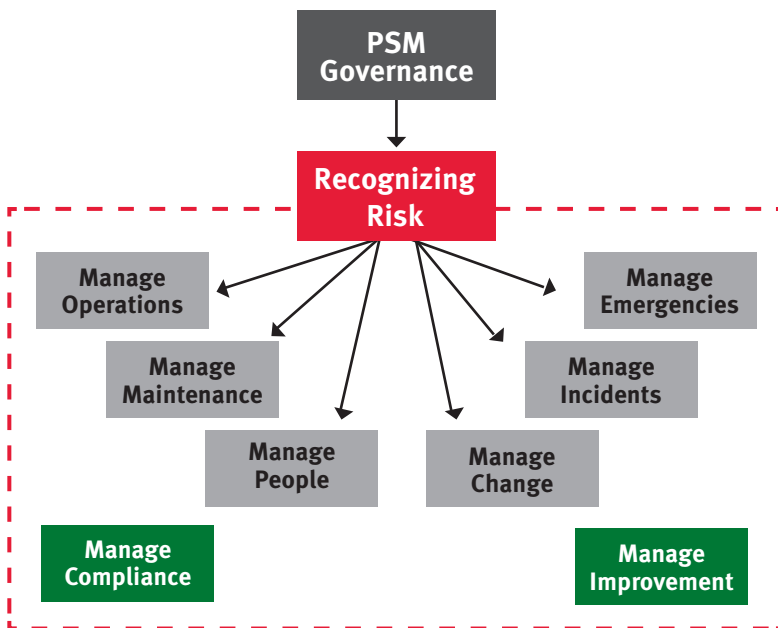 PSM
Governance
Recognizing
Risk
Manage
Operations
Manage
Emergencies
Manage
Maintenance
Manage
Incidents
Manage
People
Manage
Change
Manage
Compliance
Manage
Improvement